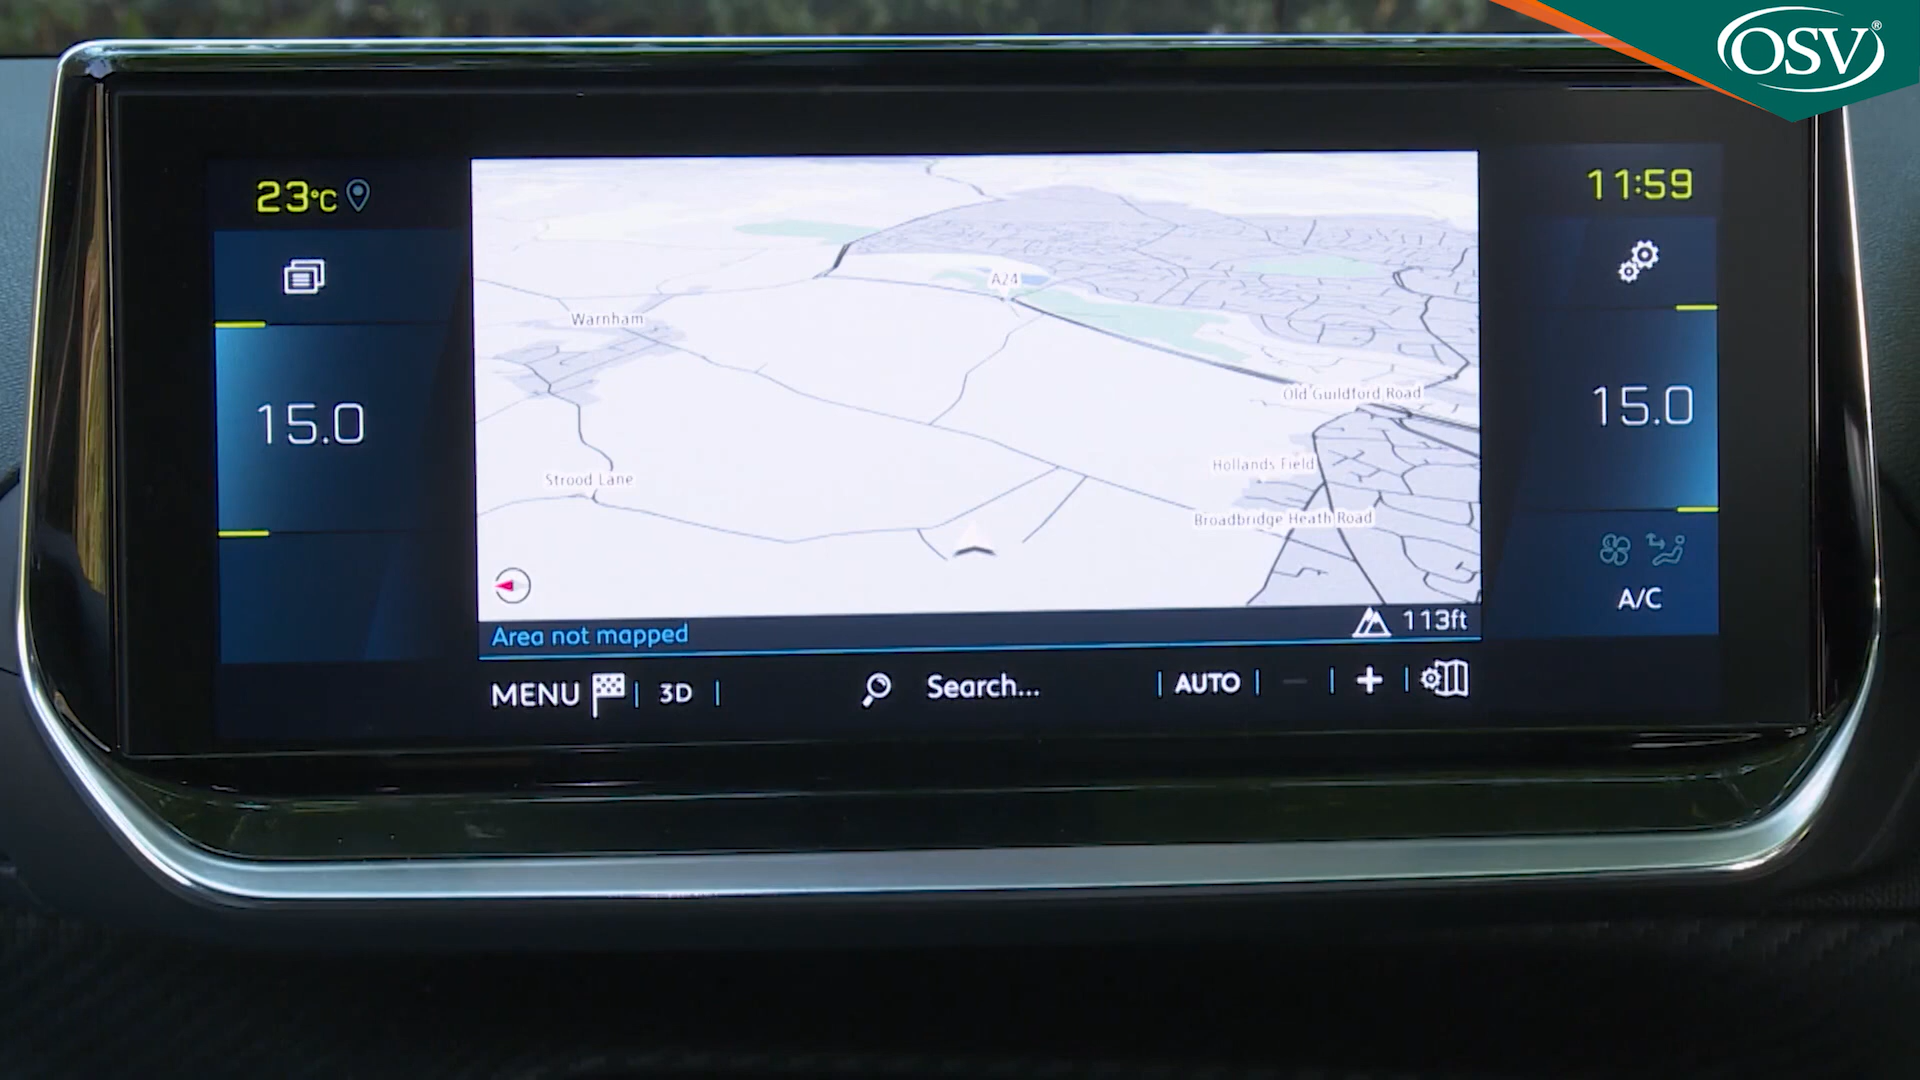 OSV®
23°C
11:59
A24
Warnham
15.0
15.0
Old Guildford Road
Hollands Field
Strood Lane
Broadbridge Heath Road
A/C
Area not mapped
113ft
MENU
3D
Search...
AUTO